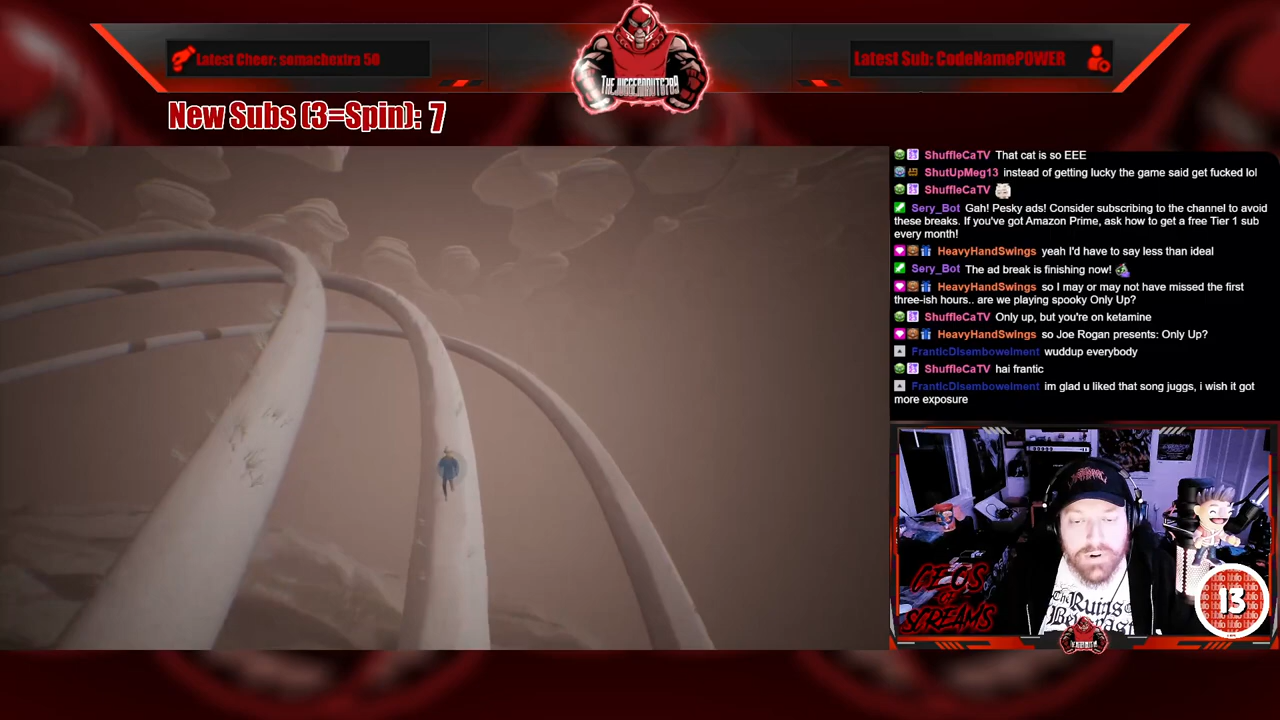 Latest Cheer: somachextra 50
THEJUGGERNAUT6789
Latest Sub: CodeNamePOWER
New Subs (3=Spin): 7
ShuffleCaTV That cat is so EEE
ShutUpMeg13 instead of getting lucky the game said get fucked lol
ShuffleCaTV
Sery_Bot Gah! Pesky ads! Consider subscribing to the channel to avoid
these breaks. If you've got Amazon Prime, ask how to get a free Tier 1 sub
every month!
HeavyHandSwings yeah I'd have to say less than ideal
Sery_Bot The ad break is finishing now!
HeavyHandSwings so I may or may not have missed the first
three-ish hours.. are we playing spooky Only Up?
ShuffleCaTV Only up, but you're on ketamine
HeavyHandSwings so Joe Rogan presents: Only Up?
FranticDisembowelment wuddup everybody
ShuffleCaTV hai frantic
FranticDisembowelment im glad u liked that song juggs, i wish it got
more exposure
SCREAMS
The Ruins
Of
Beverast
13